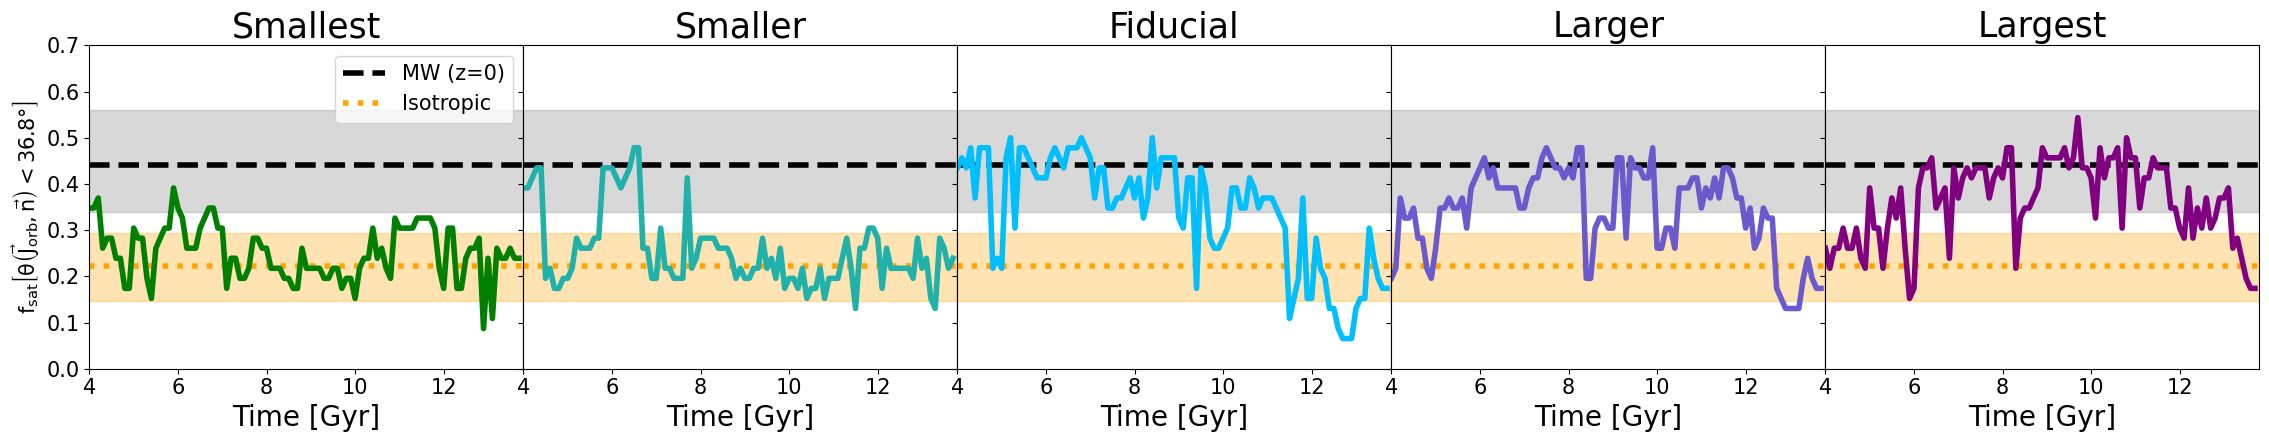 Smallest Smaller Fiducial Larger Largest
MW (z=0)
Isotropic
f_sat[θ(J⃗_orb, n⃗) < 36.8°]
0.7
0.6
0.5
0.4
0.3
0.2
0.1
0.0
4 6 8 10 12 4 6 8 10 12 4 6 8 10 12 4 6 8 10 12 4 6 8 10 12
Time [Gyr] Time [Gyr] Time [Gyr] Time [Gyr] Time [Gyr]